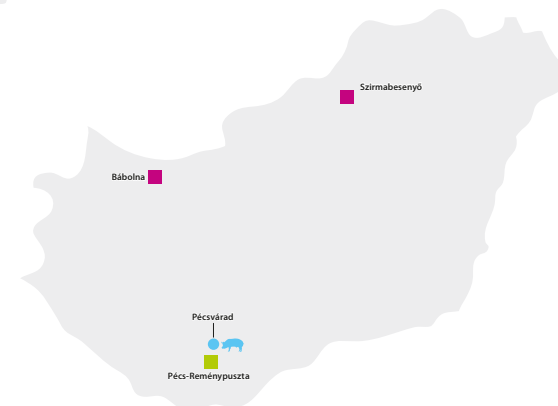 Szirmabesenyő
Bábolna
Pécsvárad
Pécs-Reménypuszta